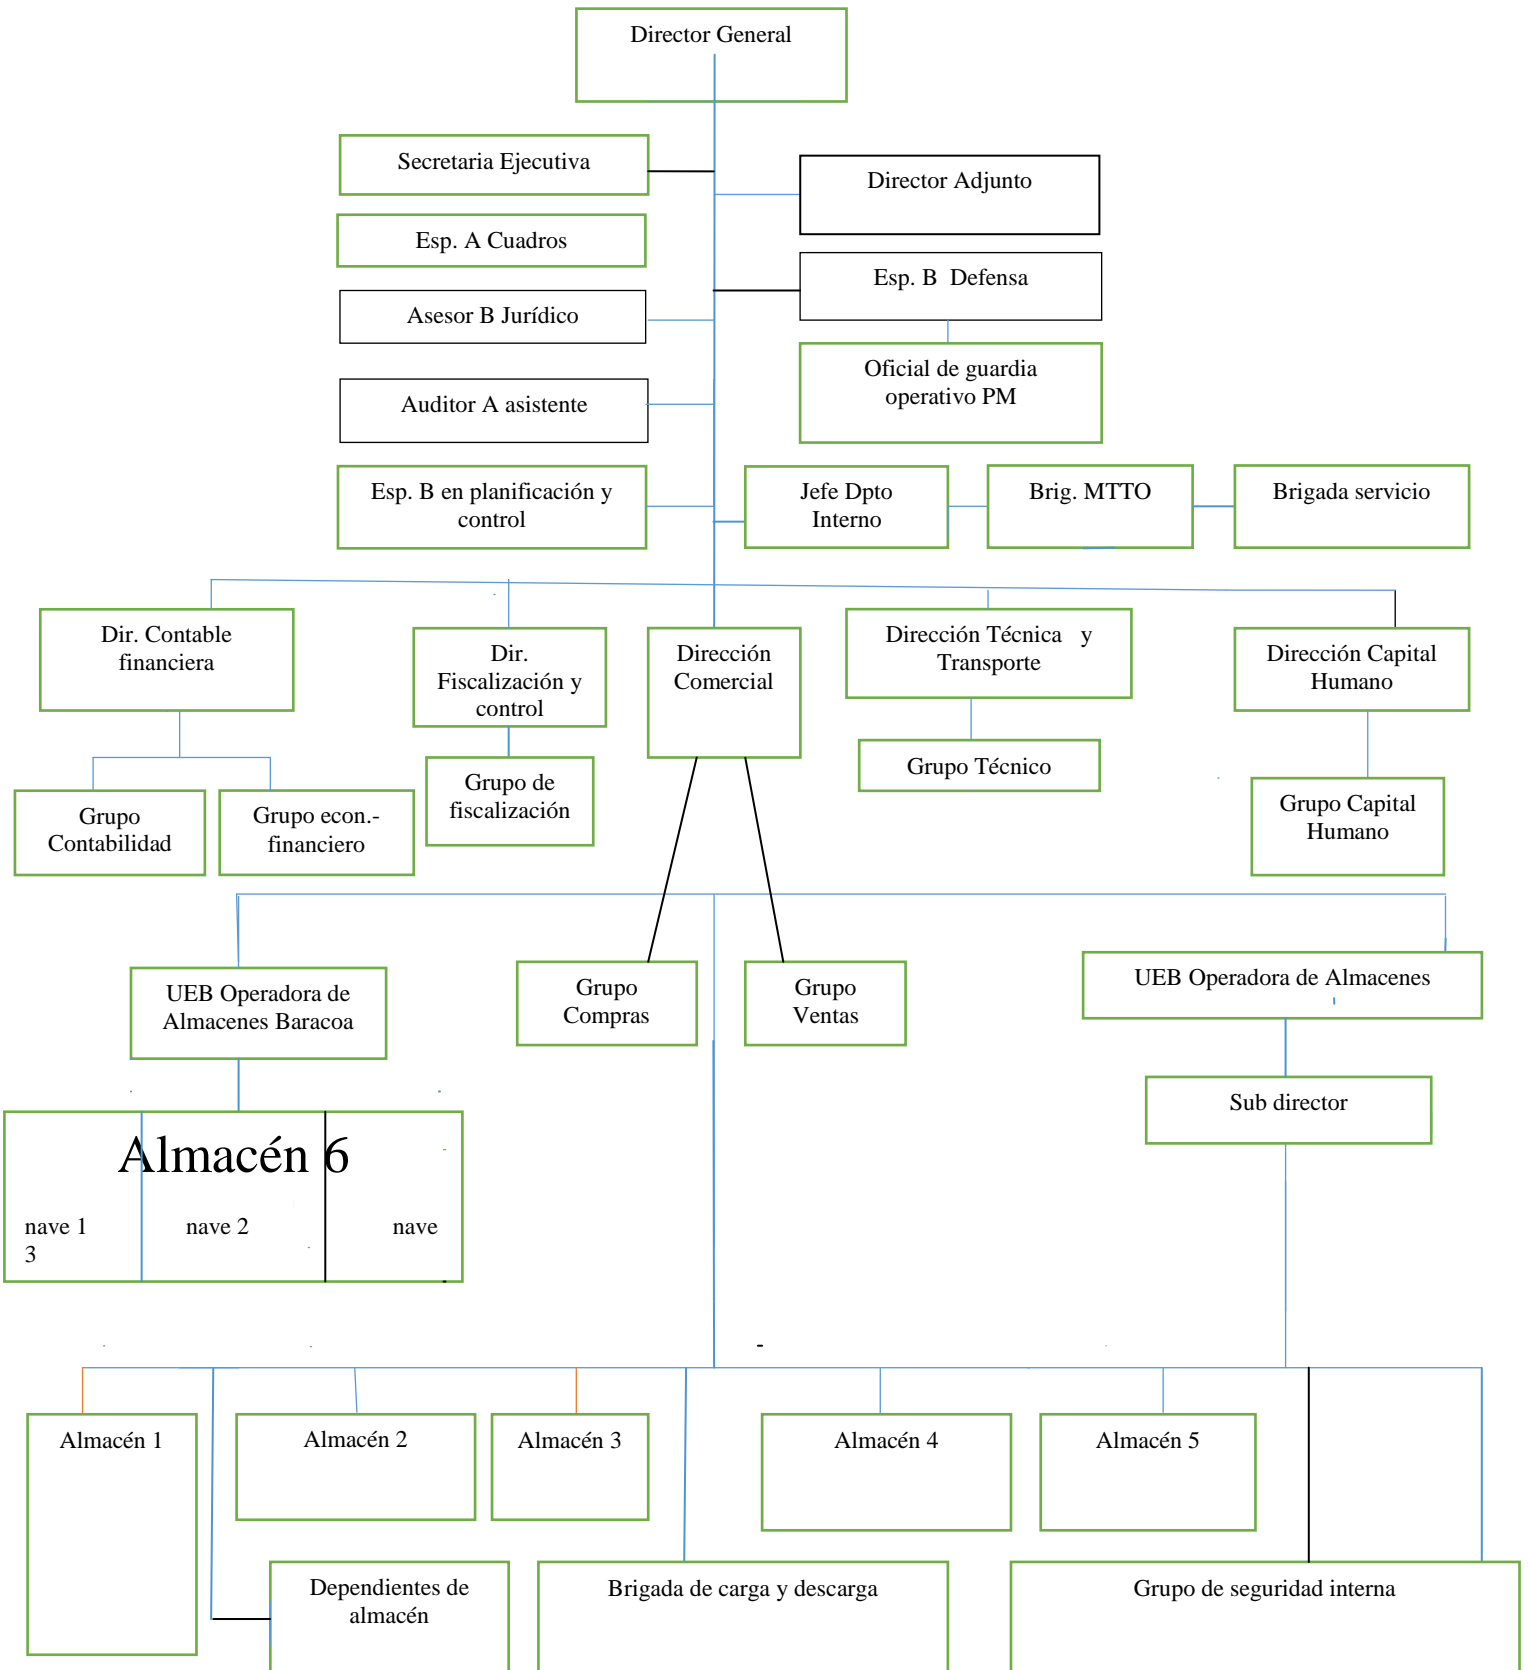 Director General
Secretaria Ejecutiva
Director Adjunto
Esp. A Cuadros
Esp. B  Defensa
Asesor B Jurídico
Oficial de guardia
operativo PM
Auditor A asistente
Esp. B en planificación y
control
Jefe Dpto
Interno
Brig. MTTO
Brigada servicio
Dir. Contable
financiera
Dir.
Fiscalización y
control
Dirección
Comercial
Dirección Técnica   y
Transporte
Dirección Capital
Humano
Grupo
Contabilidad
Grupo econ.-
financiero
Grupo de
fiscalización
Grupo Técnico
Grupo Capital
Humano
UEB Operadora de
Almacenes Baracoa
Grupo
Compras
Grupo
Ventas
UEB Operadora de Almacenes
Sub director
Almacén 6
nave 1 nave 2 nave
3
Almacén 1
Almacén 2
Almacén 3
Almacén 4
Almacén 5
Dependientes de
almacén
Brigada de carga y descarga
Grupo de seguridad interna